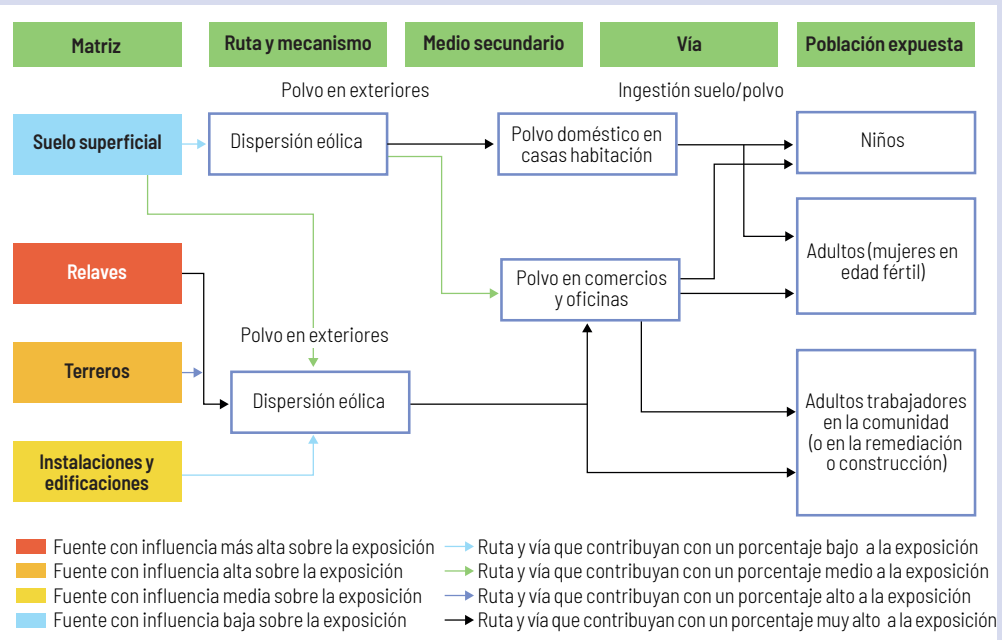 Matriz
Ruta y mecanismo
Medio secundario
Vía
Población expuesta
Polvo en exteriores
Ingestión suelo/polvo
Suelo superficial
Dispersión eólica
Polvo doméstico en
casas habitación
Niños
Adultos (mujeres en
edad fértil)
Relaves
Polvo en comercios
y oficinas
Polvo en exteriores
Terreros
Dispersión eólica
Adultos trabajadores
en la comunidad
(o en la remediación
o construcción)
Instalaciones y
edificaciones
Fuente con influencia más alta sobre la exposición
Fuente con influencia alta sobre la exposición
Fuente con influencia media sobre la exposición
Fuente con influencia baja sobre la exposición
Ruta y vía que contribuyan con un porcentaje bajo a la exposición
Ruta y vía que contribuyan con un porcentaje medio a la exposición
Ruta y vía que contribuyan con un porcentaje alto a la exposición
Ruta y vía que contribuyan con un porcentaje muy alto a la exposición